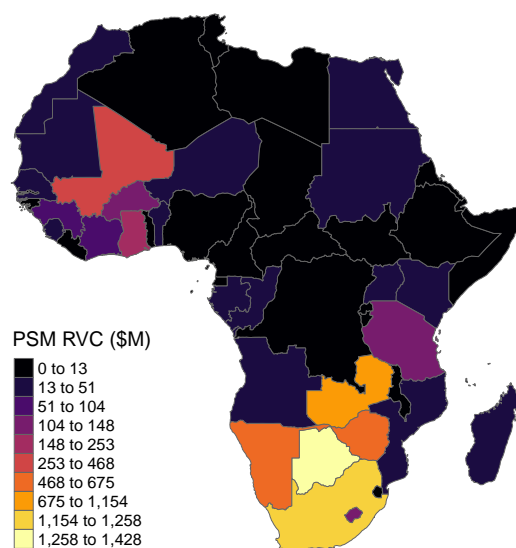 PSM RVC ($M)
0 to 13
13 to 51
51 to 104
104 to 148
148 to 253
253 to 468
468 to 675
675 to 1,154
1,154 to 1,258
1,258 to 1,428